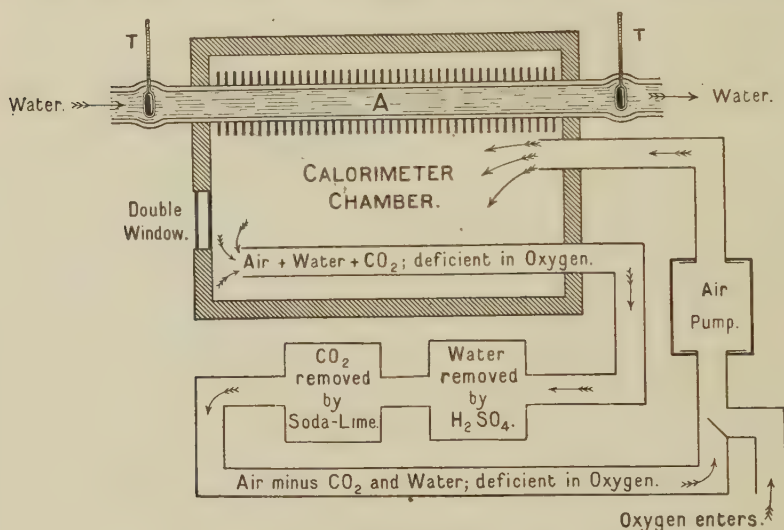 T
T
Water.
A
Water.
CALORIMETER
CHAMBER.
Double
Window.
Air + Water + CO2; deficient in Oxygen.
Air
Pump.
CO2
removed
by
Soda-Lime.
Water
removed
by
H2SO4.
Air minus CO2 and Water; deficient in Oxygen.
Oxygen enters.